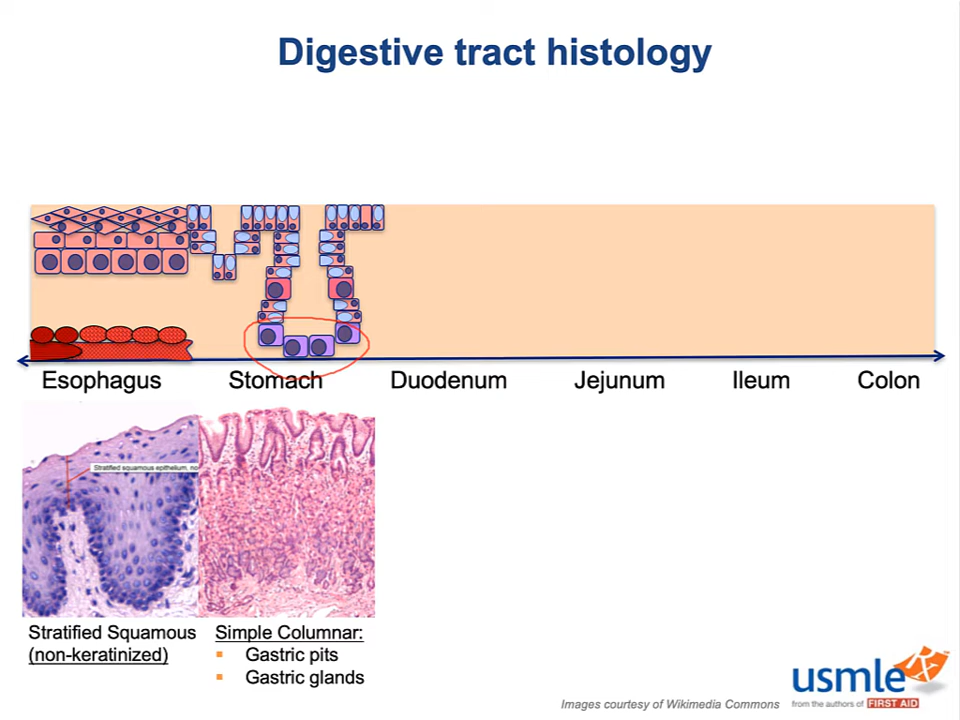 Digestive tract histology
Esophagus Stomach Duodenum Jejunum Ileum Colon
Stratified squamous epithelium, no
Stratified Squamous
(non-keratinized)
Simple Columnar:
Gastric pits
Gastric glands
usmle Rx
from the authors of FIRST AID
Images courtesy of Wikimedia Commons